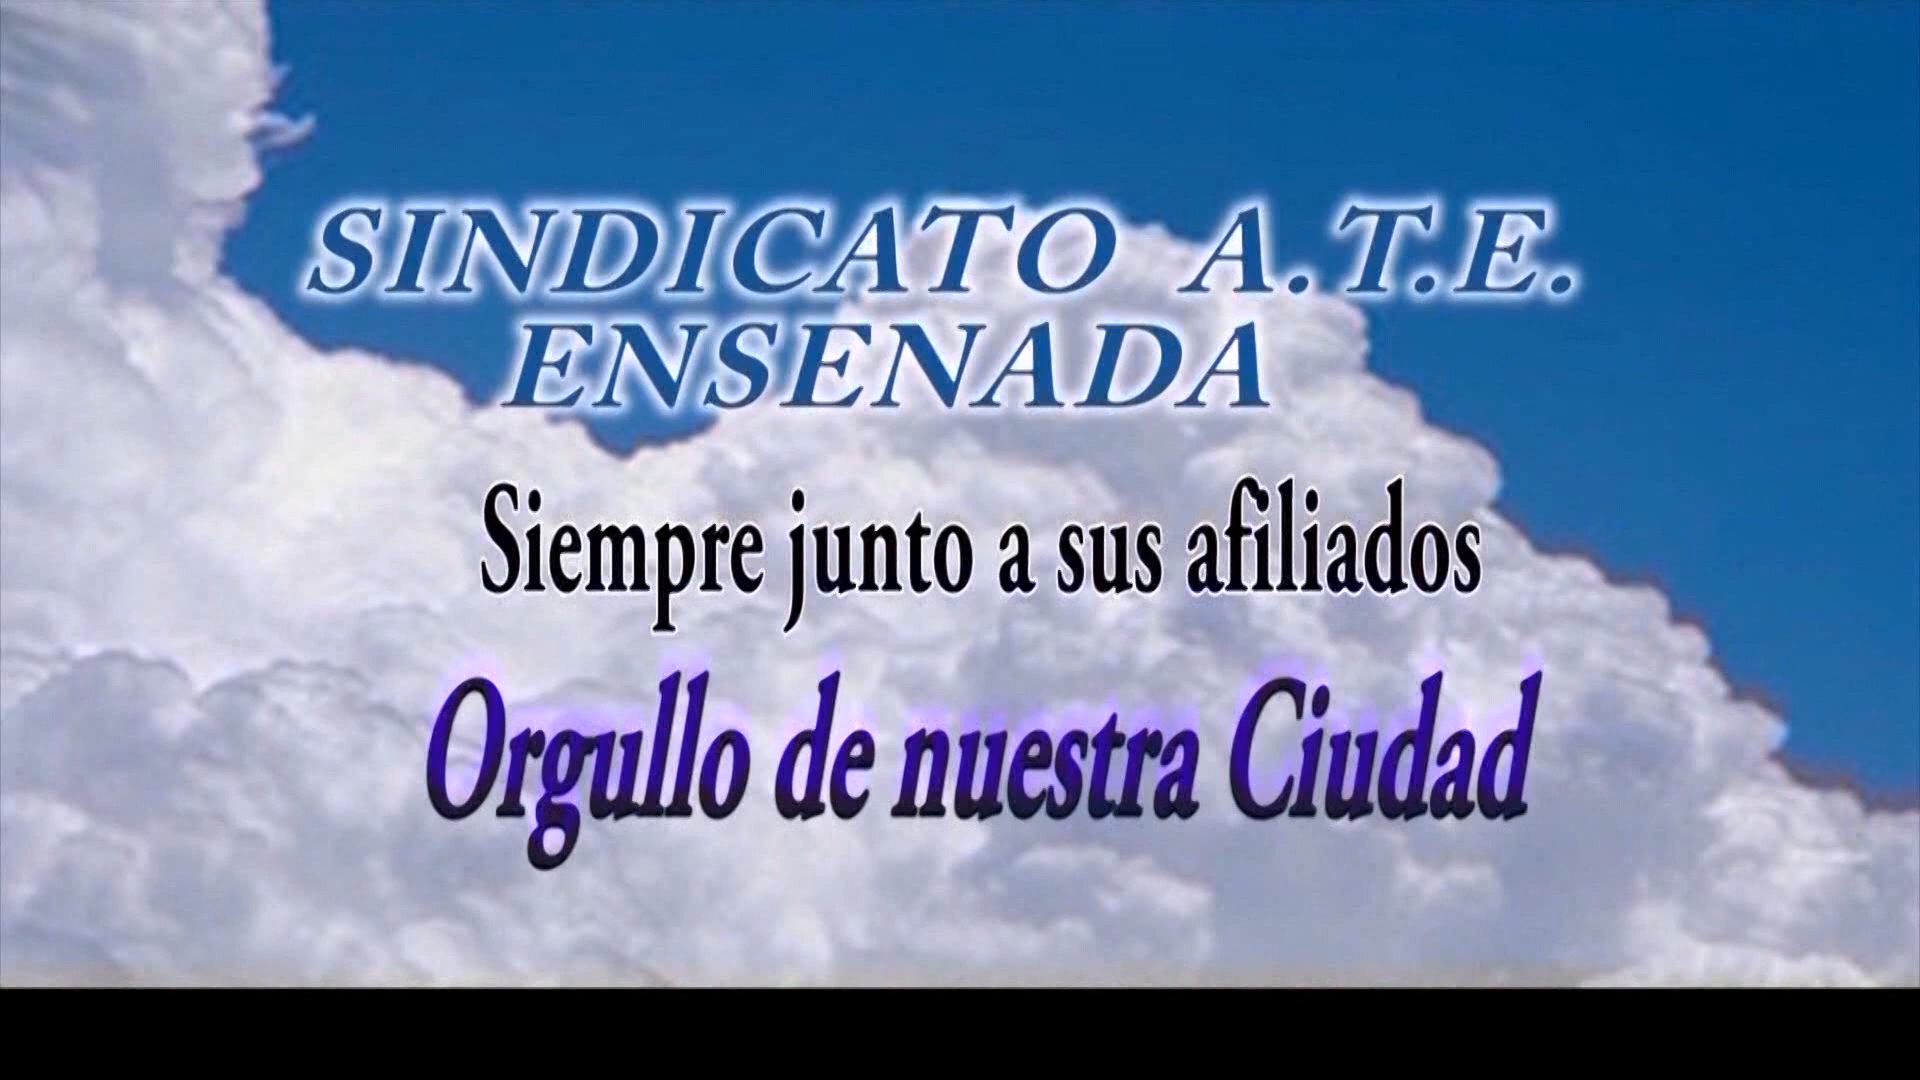 SINDICATO A.T.E.
ENSENADA
Siempre junto a sus afiliados
Orgullo de nuestra Ciudad